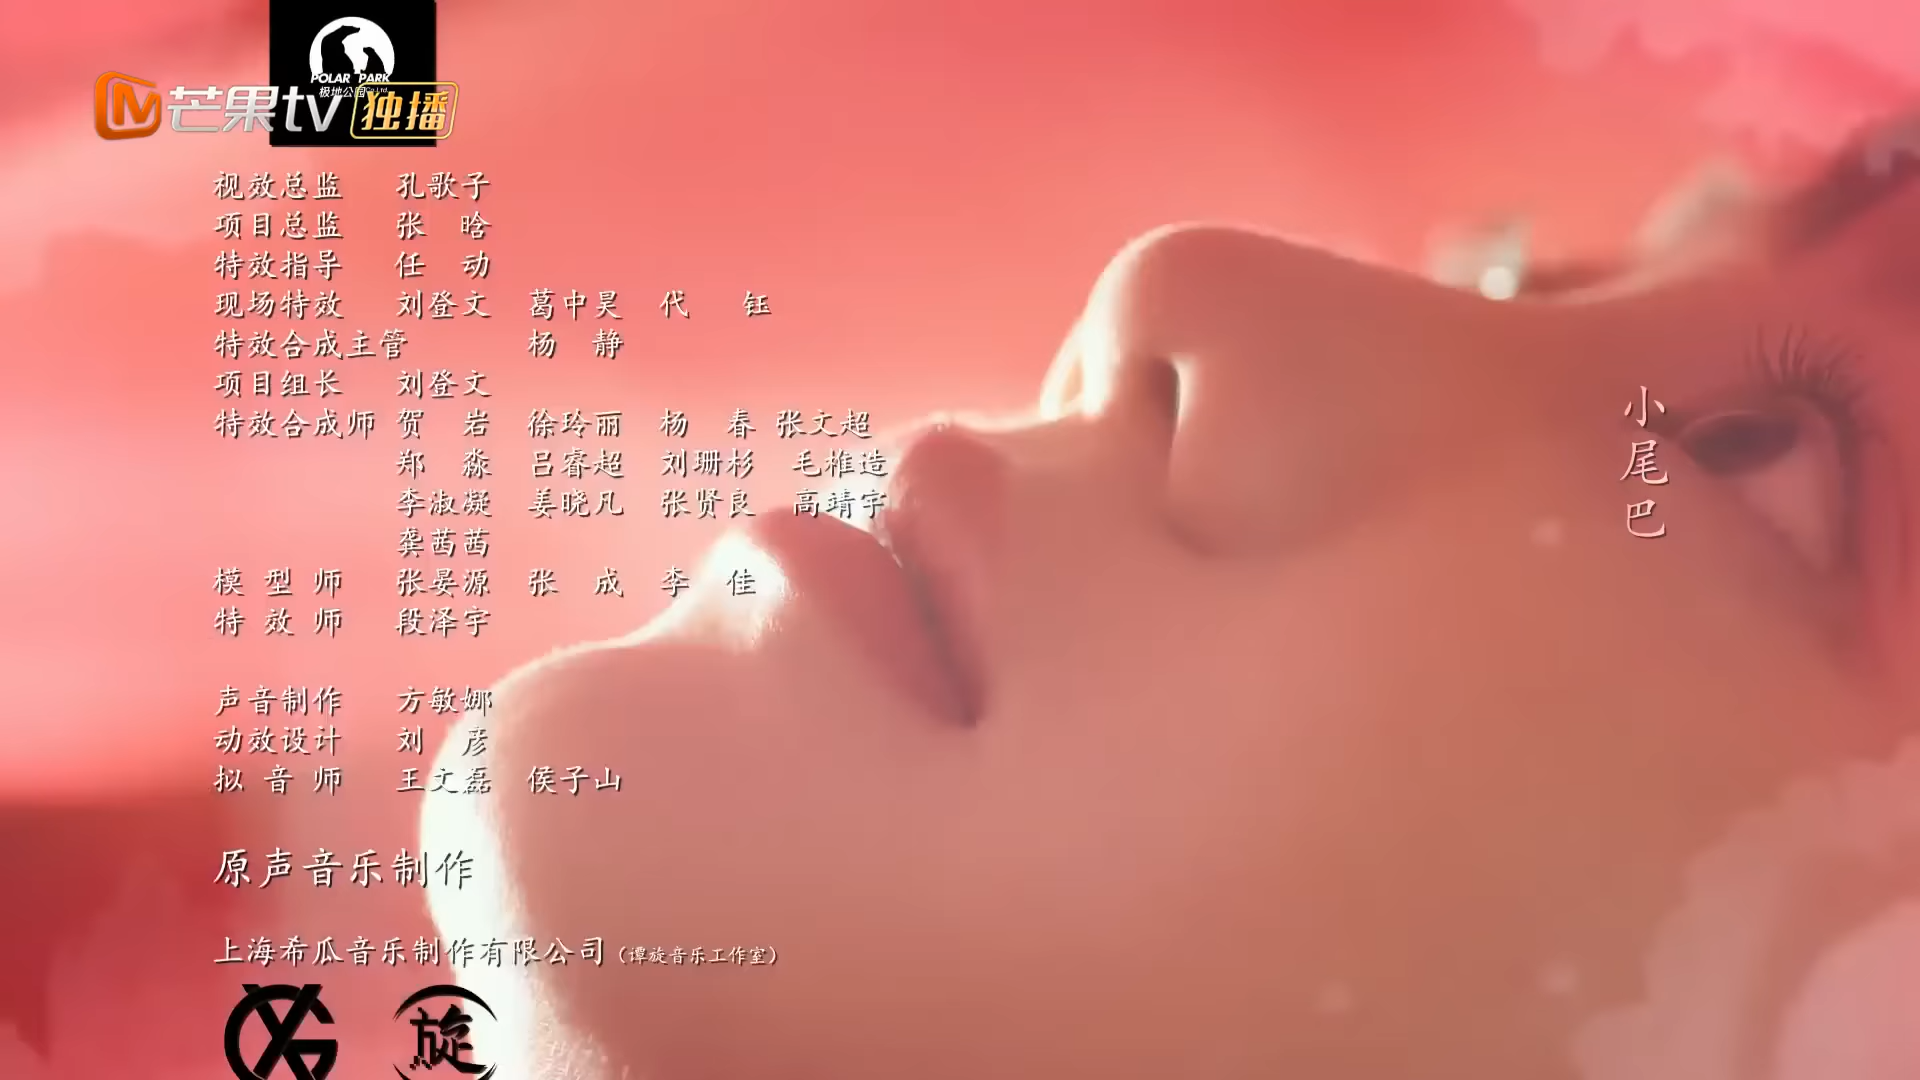 POLAR PARK
极地公园Co.Ltd.
芒果tv 独播
视效总监 孔歌子
项目总监 张 晗
特效指导 任 动
现场特效 刘登文 葛中昊 代 钰
特效合成主管 杨 静
项目组长 刘登文
特效合成师 贺 岩 徐玲丽 杨 春 张文超
郑 淼 吕睿超 刘珊杉 毛椎造
李淑凝 姜晓凡 张贤良 高靖宇
龚茜茜
模型师 张晏源 张 成 李 佳
特效师 段泽宇
声音制作 方敏娜
动效设计 刘 彦
拟音师 王文磊 侯子山
原声音乐制作
上海希瓜音乐制作有限公司（谭旋音乐工作室）
XG
旋
小尾巴